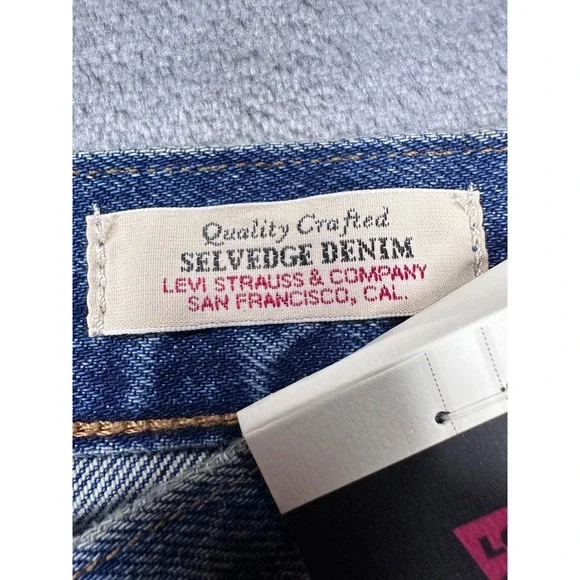 Quality Crafted
SELVEDGE DENIM
LEVI STRAUSS & COMPANY
SAN FRANCISCO, CAL.